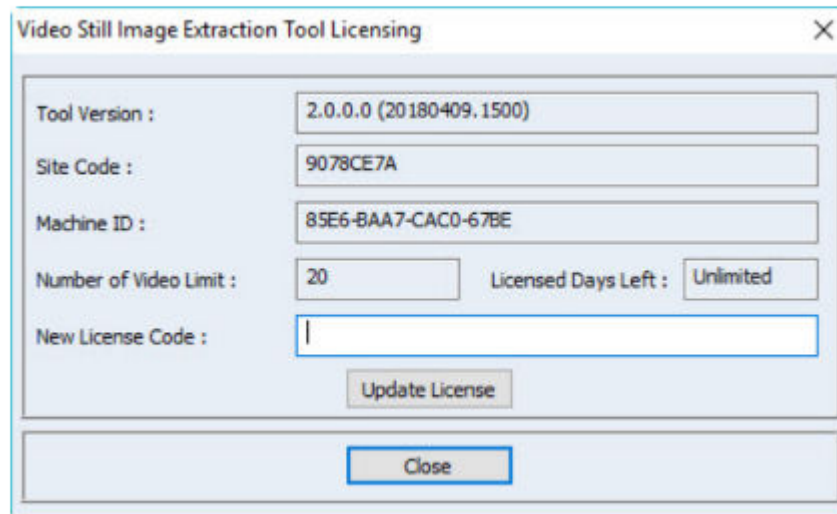 Video Still Image Extraction Tool Licensing
Tool Version : 2.0.0.0 (20180409.1500)
Site Code : 9078CE7A
Machine ID : 85E6-BAA7-CAC0-67BE
Number of Video Limit : 20 Licensed Days Left : Unlimited
New License Code :
Update License
Close